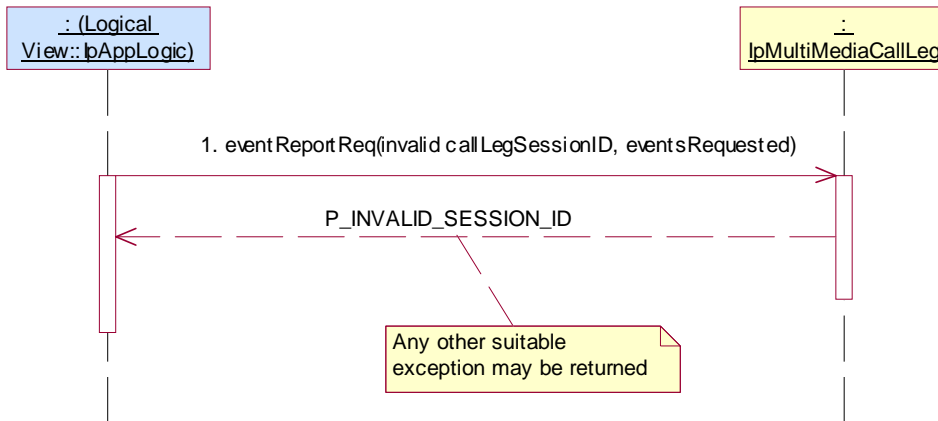 : (Logical
View::IpAppLogic)
:
IpMultiMediaCallLeg
1. eventReportReq(invalid callLegSessionID, eventsRequested)
P_INVALID_SESSION_ID
Any other suitable
exception may be returned